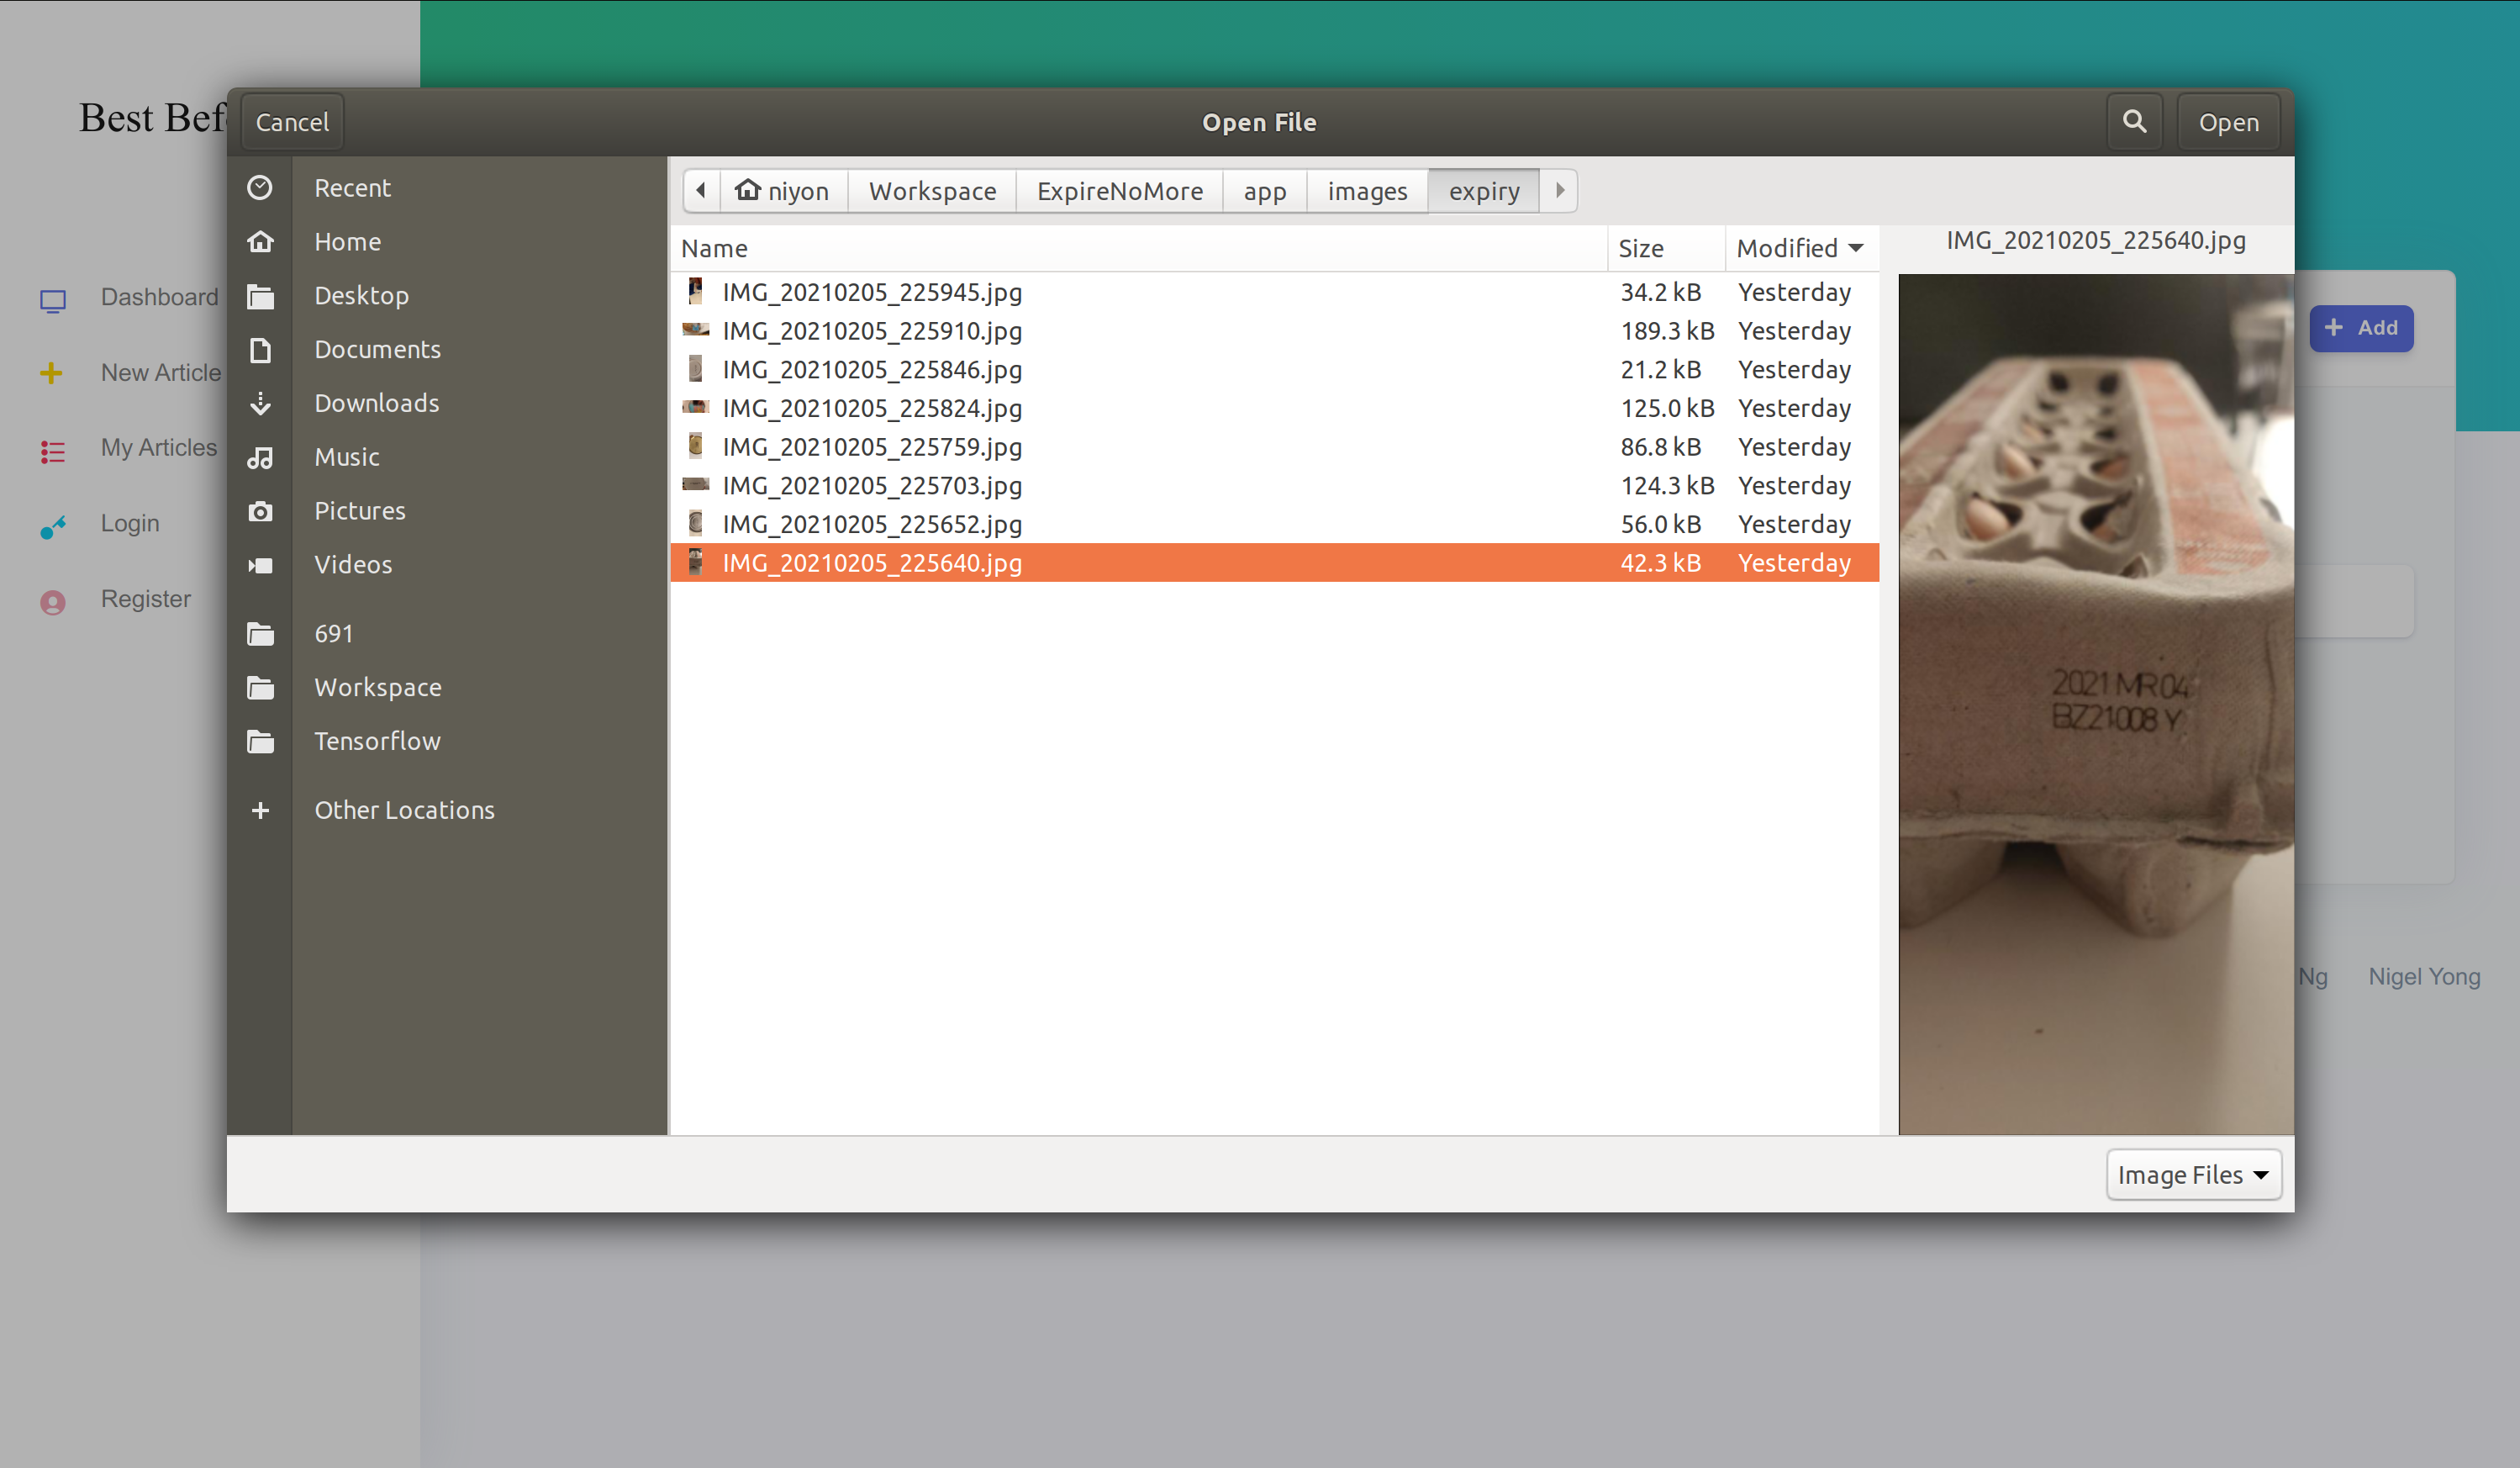 Best Bef
Dashboard
New Article
My Articles
Login
Register
Cancel
Open File
Open
Recent
Home
Desktop
Documents
Downloads
Music
Pictures
Videos
691
Workspace
Tensorflow
Other Locations
niyon Workspace ExpireNoMore app images expiry
Name Size Modified
IMG_20210205_225945.jpg 34.2 kB Yesterday
IMG_20210205_225910.jpg 189.3 kB Yesterday
IMG_20210205_225846.jpg 21.2 kB Yesterday
IMG_20210205_225824.jpg 125.0 kB Yesterday
IMG_20210205_225759.jpg 86.8 kB Yesterday
IMG_20210205_225703.jpg 124.3 kB Yesterday
IMG_20210205_225652.jpg 56.0 kB Yesterday
IMG_20210205_225640.jpg 42.3 kB Yesterday
IMG_20210205_225640.jpg
2021 MR 04
BZ21008 Y
Image Files
Add
Ng Nigel Yong